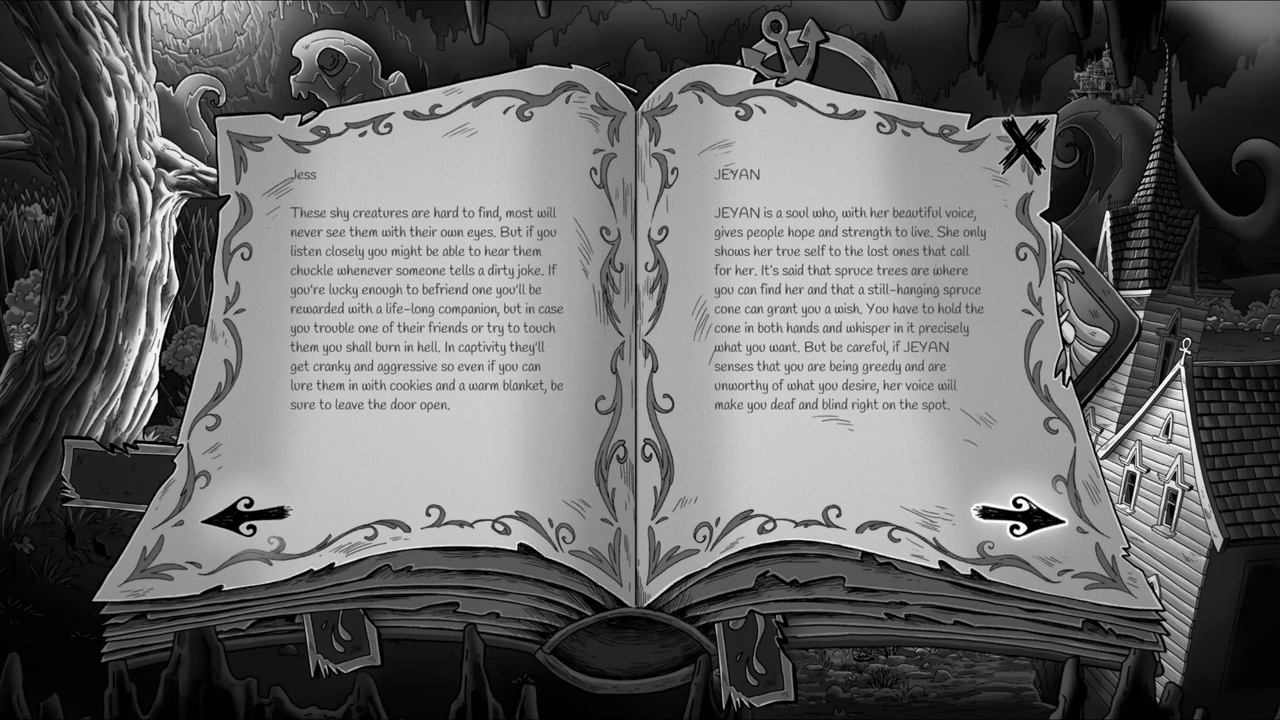 Jess
These shy creatures are hard to find, most will
never see them with their own eyes. But if you
listen closely you might be able to hear them
chuckle whenever someone tells a dirty joke. If
you're lucky enough to befriend one you'll be
rewarded with a life-long companion, but in case
you trouble one of their friends or try to touch
them you shall burn in hell. In captivity they'll
get cranky and aggressive so even if you can
lure them in with cookies and a warm blanket, be
sure to leave the door open.
JEYAN
JEYAN is a soul who, with her beautiful voice,
gives people hope and strength to live. She only
shows her true self to the lost ones that call
for her. It's said that spruce trees are where
you can find her and that a still-hanging spruce
cone can grant you a wish. You have to hold the
cone in both hands and whisper in it precisely
what you want. But be careful, if JEYAN
senses that you are being greedy and are
unworthy of what you desire, her voice will
make you deaf and blind right on the spot.